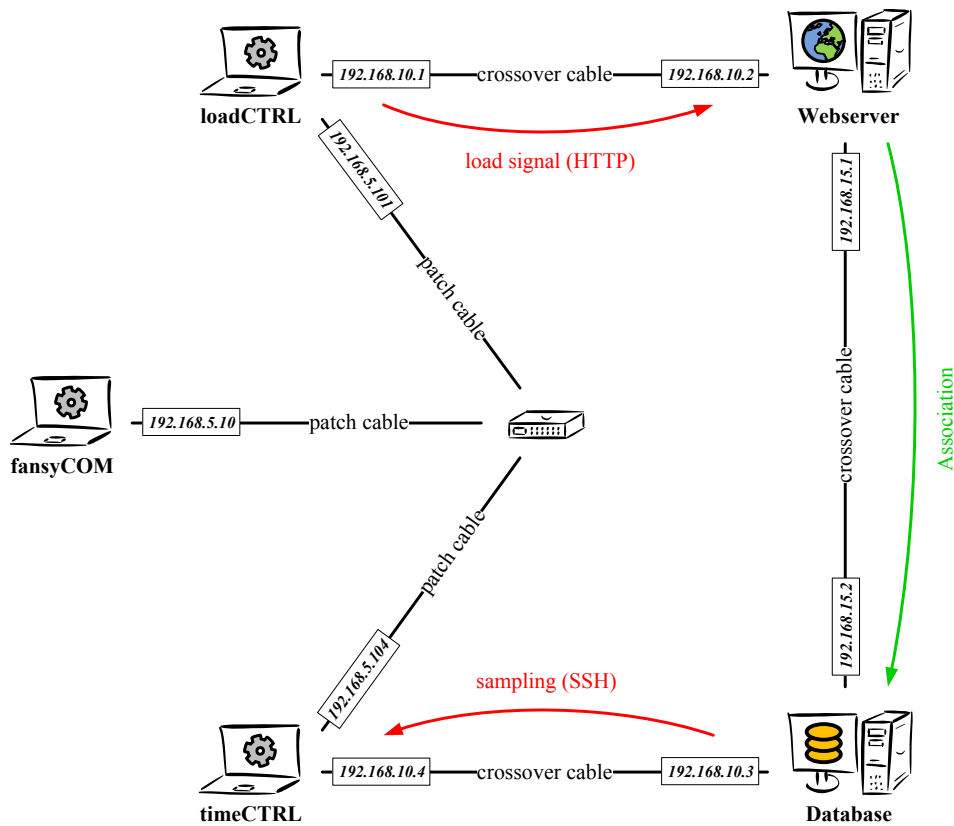 192.168.10.1
crossover cable
192.168.10.2
loadCTRL
Webserver
load signal (HTTP)
192.168.5.101
192.168.15.1
patch cable
crossover cable
Association
192.168.5.10
patch cable
fansyCOM
patch cable
192.168.15.2
192.168.5.104
sampling (SSH)
192.168.10.4
crossover cable
192.168.10.3
timeCTRL
Database